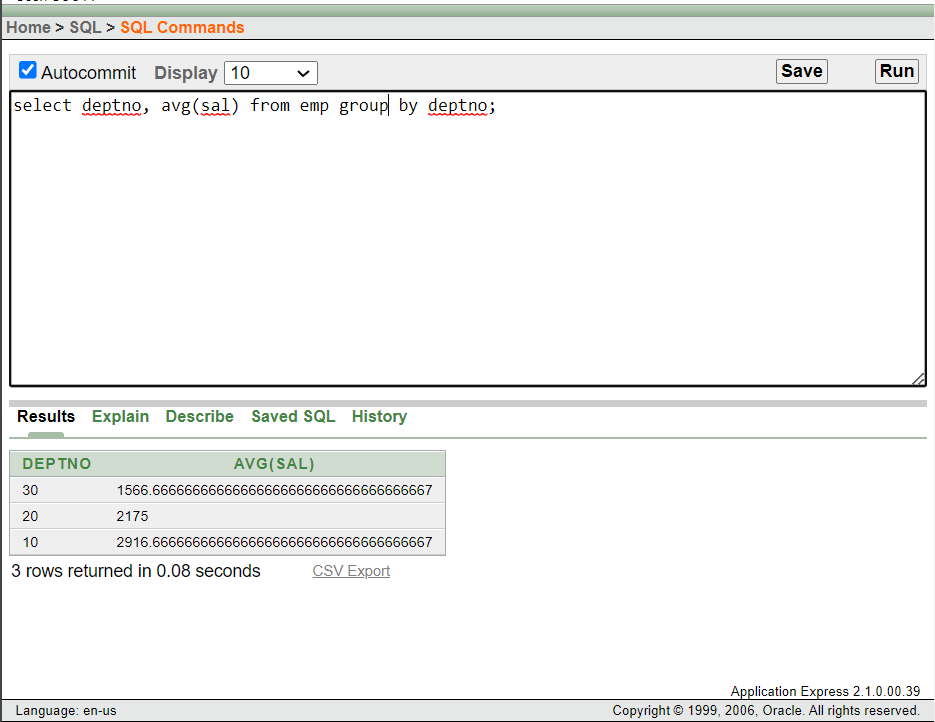 Home > SQL > SQL Commands
Autocommit Display 10 Save Run
select deptno, avg(sal) from emp group by deptno;
Results Explain Describe Saved SQL History
DEPTNO AVG(SAL)
30 1566.66666666666666666666666666666666667
20 2175
10 2916.66666666666666666666666666666666667
3 rows returned in 0.08 seconds CSV Export
Application Express 2.1.0.00.39
Language: en-us Copyright © 1999, 2006, Oracle. All rights reserved.